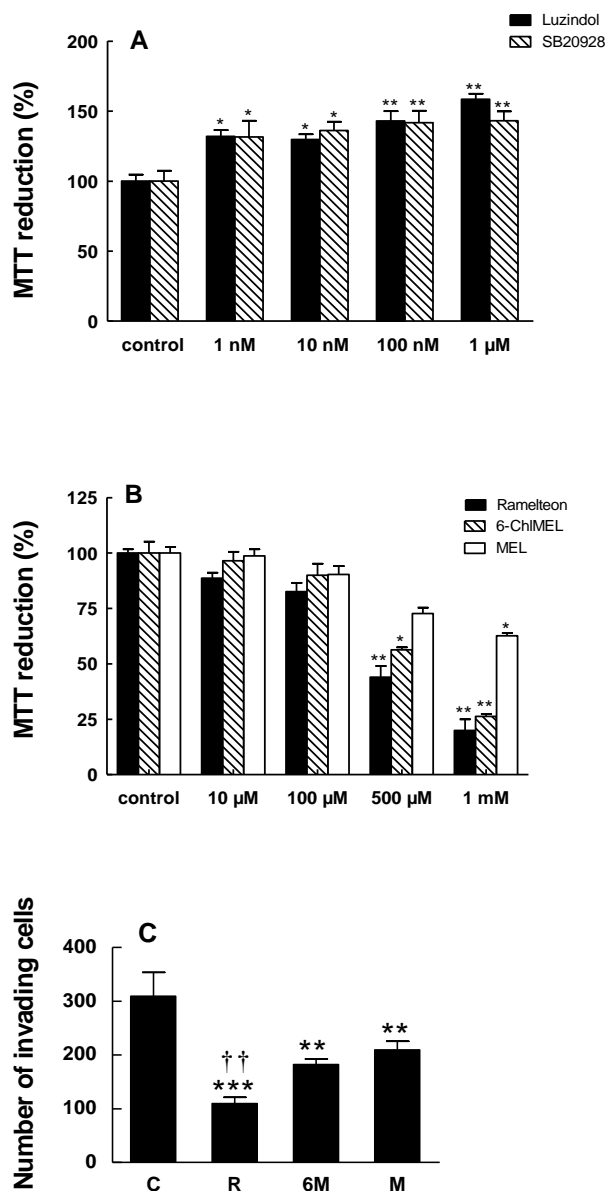 Luzindol
SB20928
A
MTT reduction (%)
200
150
100
50
0
* * * * ** ** ** **
control 1 nM 10 nM 100 nM 1 µM
B
Ramelteon
6-ChlMEL
MEL
MTT reduction (%)
125
100
75
50
25
0
** * ** ** *
control 10 µM 100 µM 500 µM 1 mM
C
Number of invading cells
400
300
200
100
0
††
*** ** **
C R 6M M